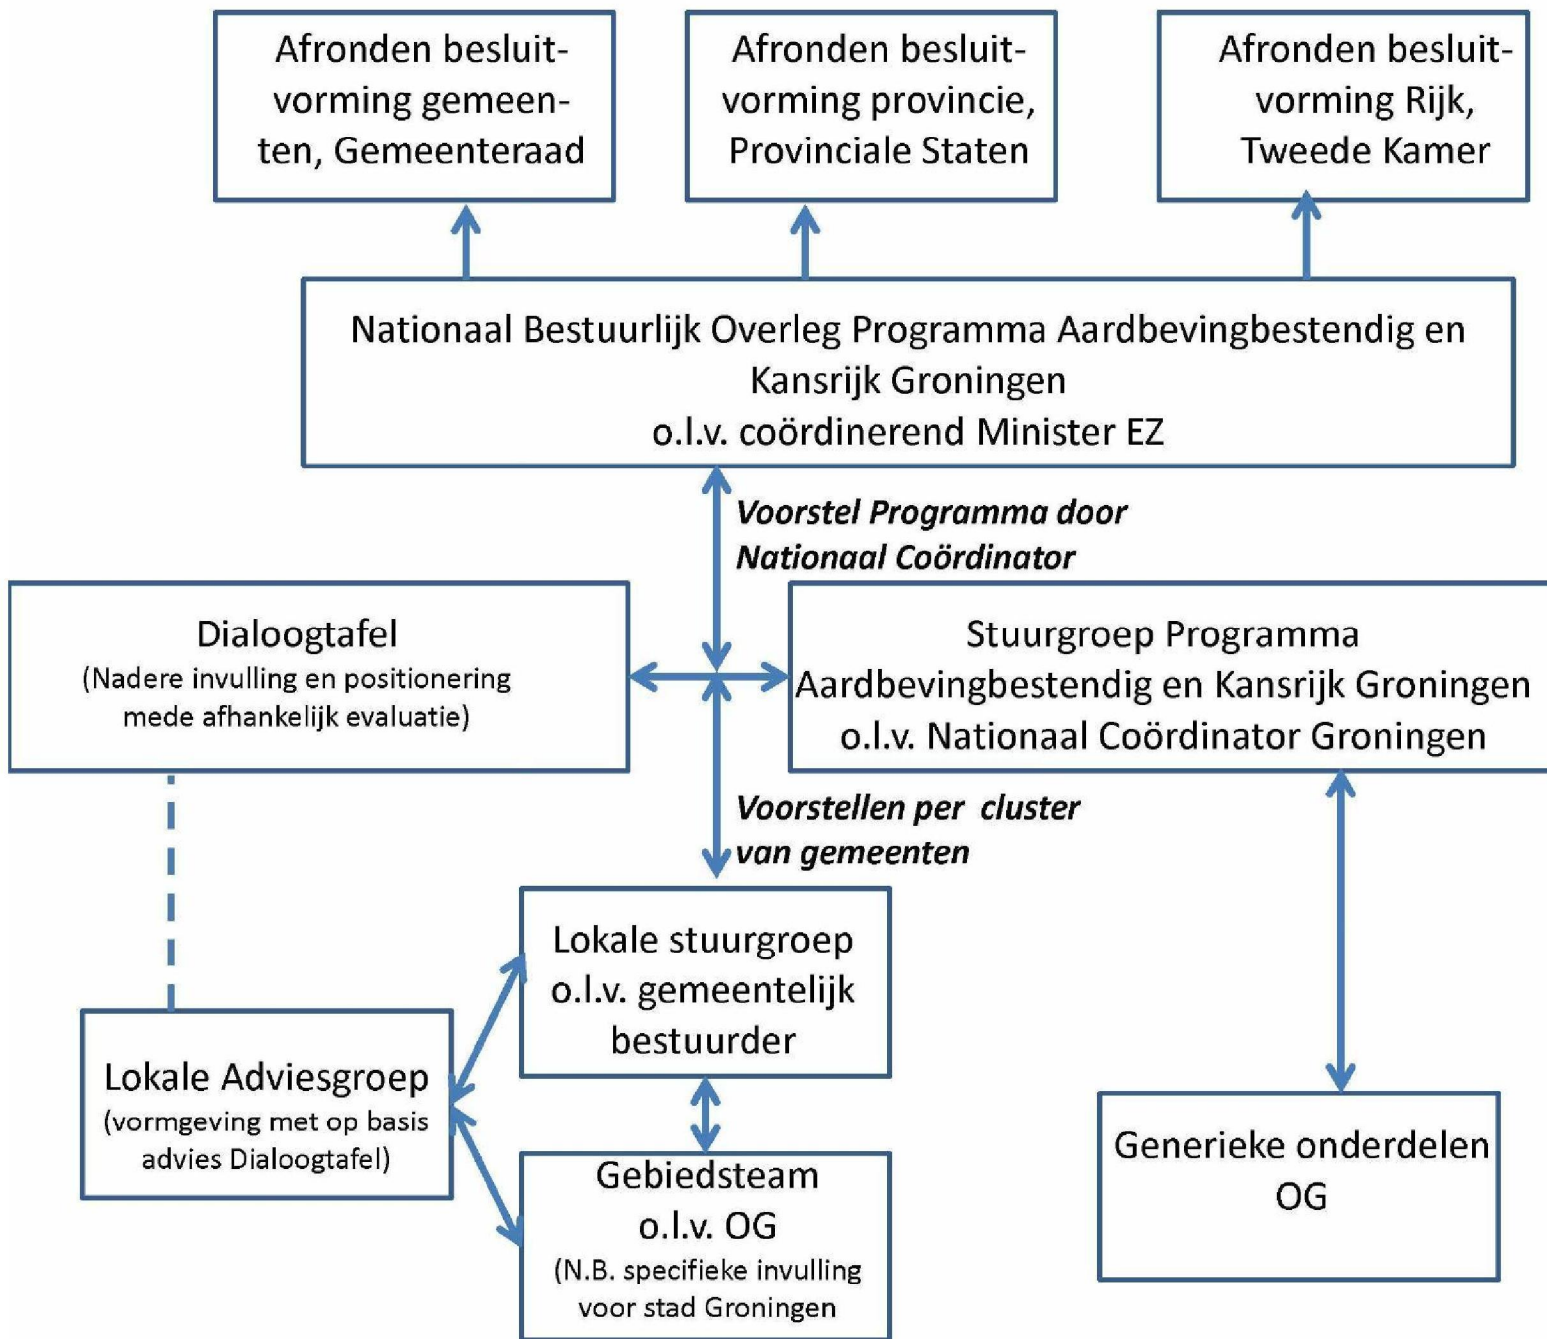 Afronden besluit-
vorming gemeen-
ten, Gemeenteraad
Afronden besluit-
vorming provincie,
Provinciale Staten
Afronden besluit-
vorming Rijk,
Tweede Kamer
Nationaal Bestuurlijk Overleg Programma Aardbevingbestendig en
Kansrijk Groningen
o.l.v. coördinerend Minister EZ
Voorstel Programma door
Nationaal Coördinator
Dialoogtafel
(Nadere invulling en positionering
mede afhankelijk evaluatie)
Stuurgroep Programma
Aardbevingbestendig en Kansrijk Groningen
o.l.v. Nationaal Coördinator Groningen
Voorstellen per cluster
van gemeenten
Lokale stuurgroep
o.l.v. gemeentelijk
bestuurder
Lokale Adviesgroep
(vormgeving met op basis
advies Dialoogtafel)
Gebiedsteam
o.l.v. OG
(N.B. specifieke invulling
voor stad Groningen
Generieke onderdelen
OG